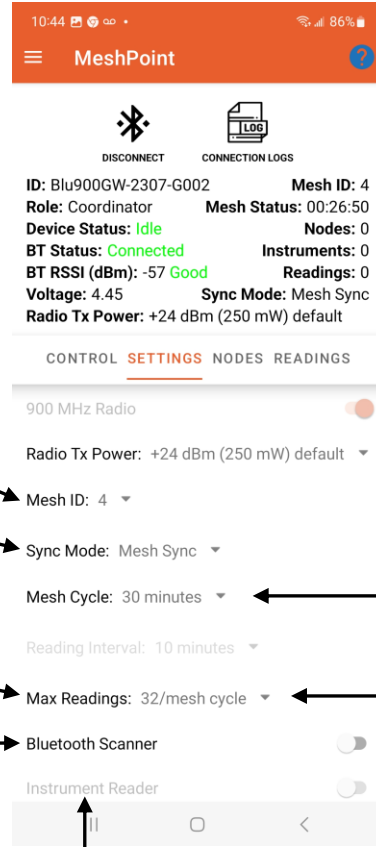 10:44 86%
MeshPoint ?
LOG
DISCONNECT CONNECTION LOGS
ID: Blu900GW-2307-G002 Mesh ID: 4
Role: Coordinator Mesh Status: 00:26:50
Device Status: Idle Nodes: 0
BT Status: Connected Instruments: 0
BT RSSI (dBm): -57 Good Readings: 0
Voltage: 4.45 Sync Mode: Mesh Sync
Radio Tx Power: +24 dBm (250 mW) default
CONTROL SETTINGS NODES READINGS
900 MHz Radio
Radio Tx Power: +24 dBm (250 mW) default
Mesh ID: 4
Sync Mode: Mesh Sync
Mesh Cycle: 30 minutes
Reading Interval: 10 minutes
Max Readings: 32/mesh cycle
Bluetooth Scanner
Instrument Reader